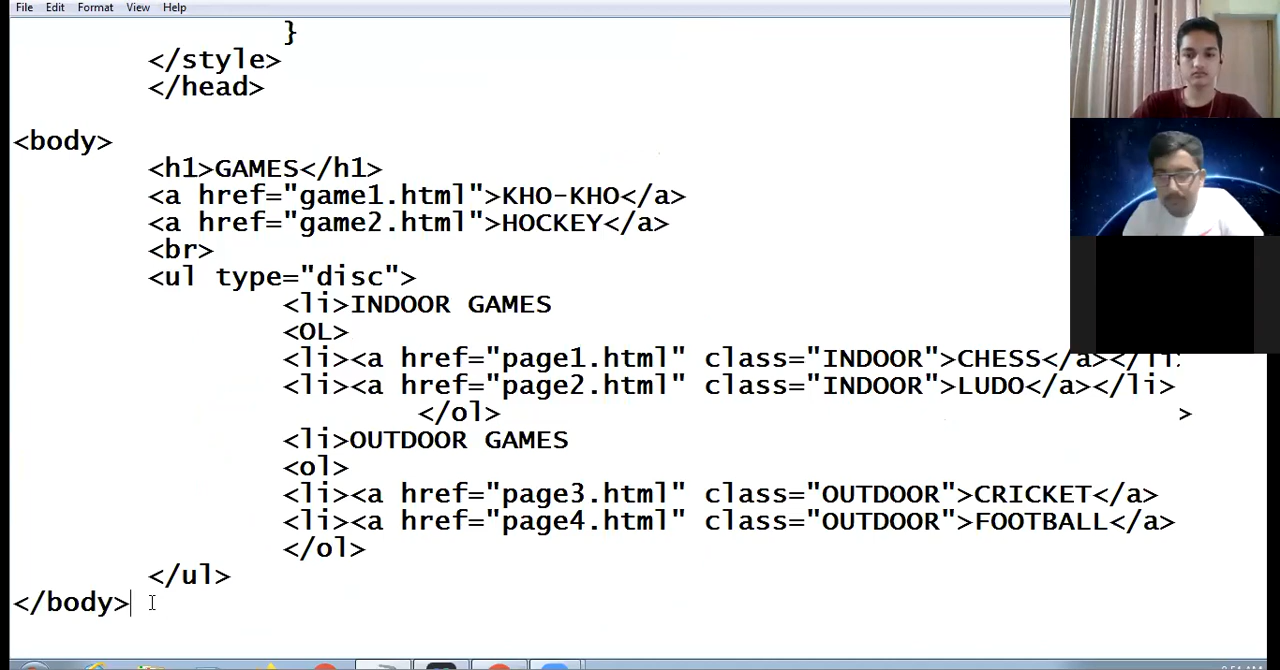 File Edit Format View Help
}
</style>
</head>
<body>
<h1>GAMES</h1>
<a href="game1.html">KHO-KHO</a>
<a href="game2.html">HOCKEY</a>
<br>
<ul type="disc">
<li>INDOOR GAMES
<OL>
<li><a href="page1.html" class="INDOOR">CHESS</a></li
<li><a href="page2.html" class="INDOOR">LUDO</a></li>
</ol> >
<li>OUTDOOR GAMES
<ol>
<li><a href="page3.html" class="OUTDOOR">CRICKET</a>
<li><a href="page4.html" class="OUTDOOR">FOOTBALL</a>
</ol>
</ul>
</body>